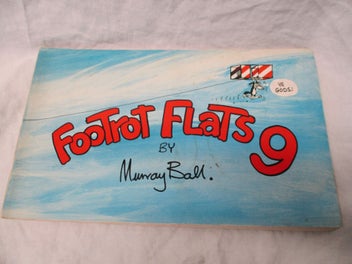 YE
GODS!
FOOTROT FLATS 9
BY
Murray Ball.